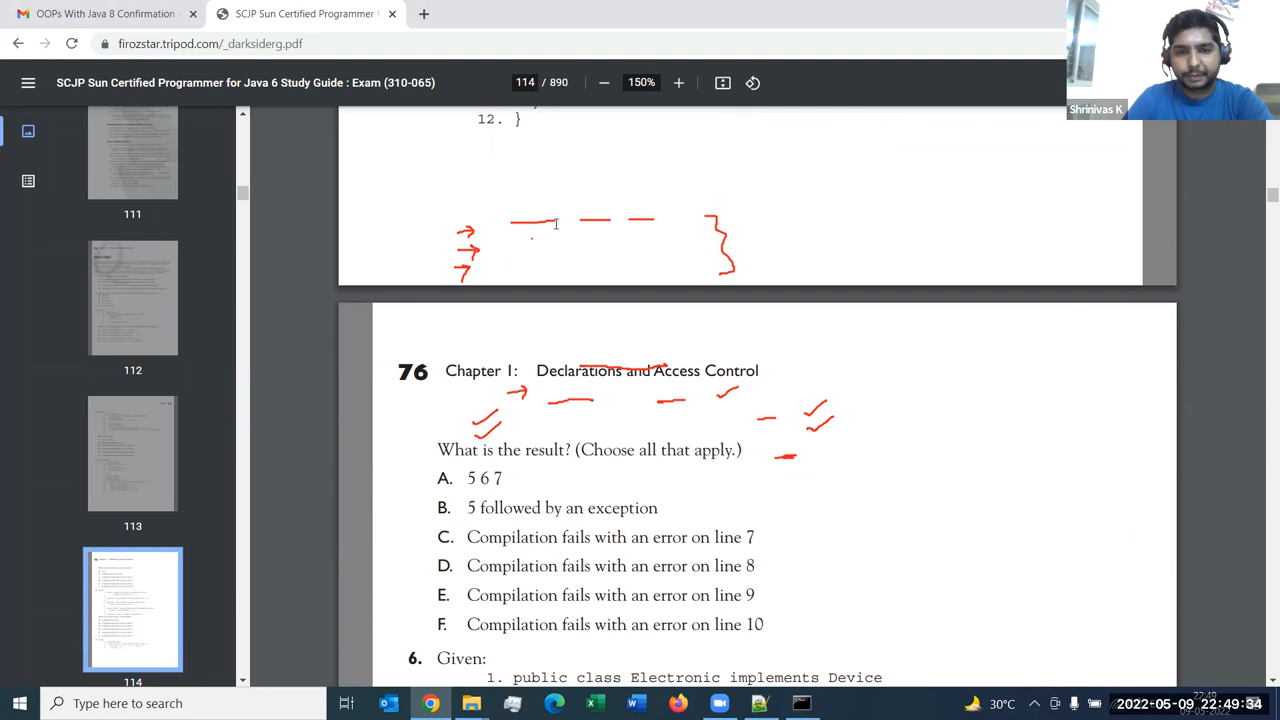 OOPs With Java 8 Confirmation -
SCJP Sun Certified Programmer
firozstar.tripod.com/_darksiderg.pdf
SCJP Sun Certified Programmer for Java 6 Study Guide : Exam (310-065)
114 / 890
150%
Shrinivas K
12. }
111
112
113
114
76 Chapter 1: Declarations and Access Control
What is the result? (Choose all that apply.)
A. 5 6 7
B. 5 followed by an exception
C. Compilation fails with an error on line 7
D. Compilation fails with an error on line 8
E. Compilation fails with an error on line 9
F. Compilation fails with an error on line 10
6. Given:
1. public class Electronic implements Device
Type here to search
30°C
22:49
2022-05-09 22:49:34